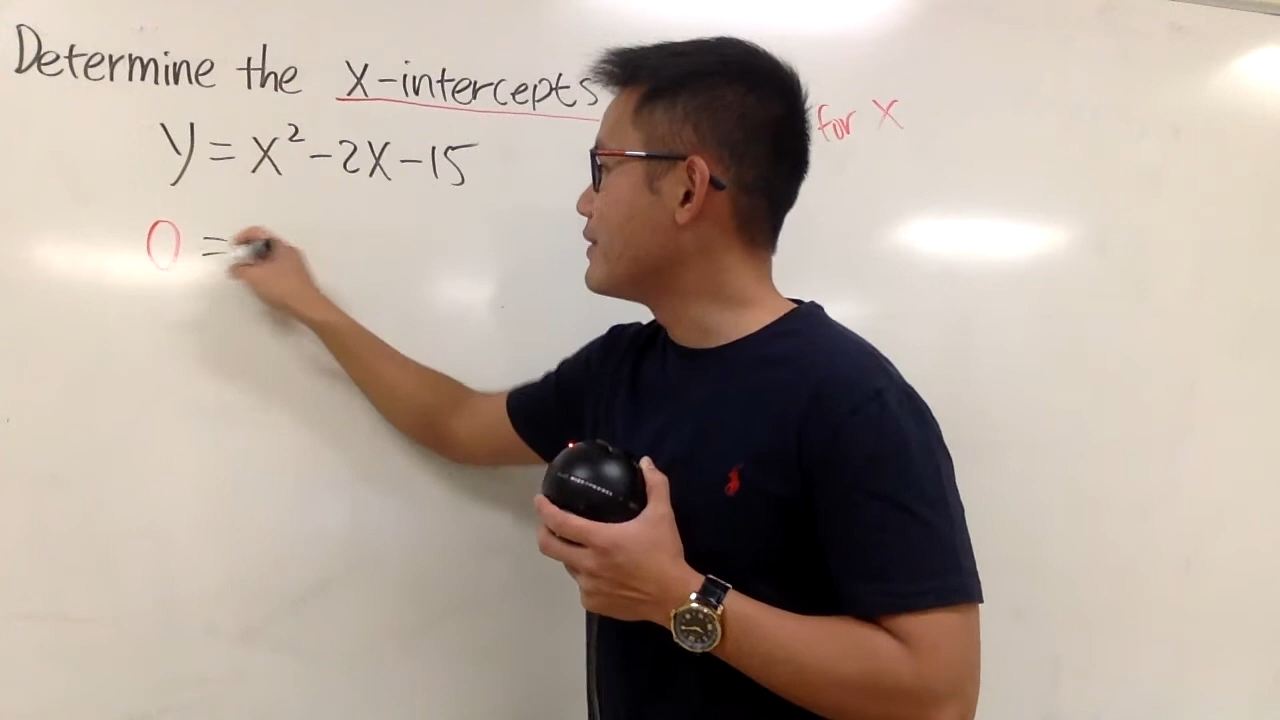 Determine the x-intercepts for x
y = x² - 2x - 15
0 =